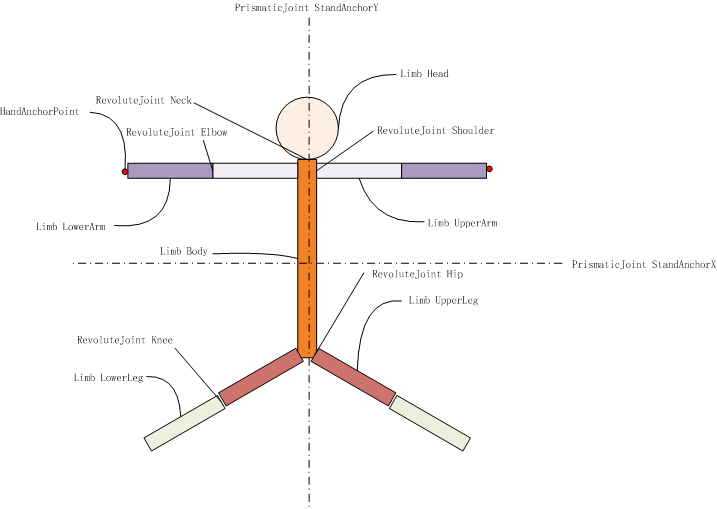 PrismaticJoint StandAnchorY
Limb Head
RevoluteJoint Neck
HandAnchorPoint
RevoluteJoint Elbow
RevoluteJoint Shoulder
Limb LowerArm
Limb UpperArm
Limb Body
PrismaticJoint StandAnchorX
RevoluteJoint Hip
Limb UpperLeg
RevoluteJoint Knee
Limb LowerLeg